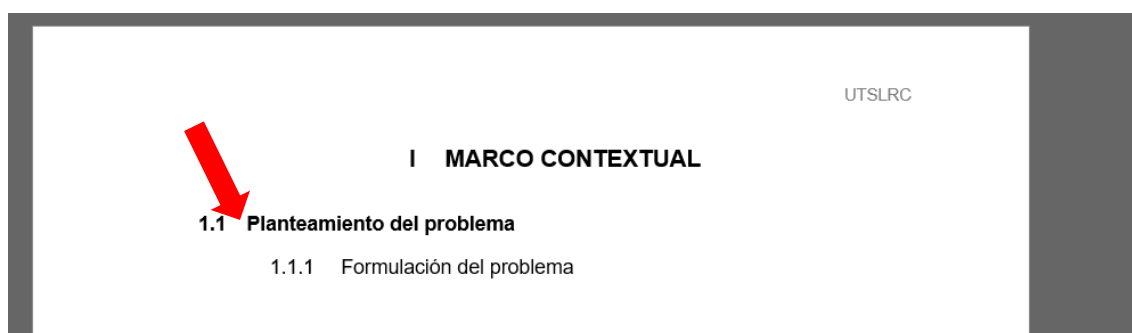 UTSLRC
I MARCO CONTEXTUAL
1.1 Planteamiento del problema
1.1.1 Formulación del problema